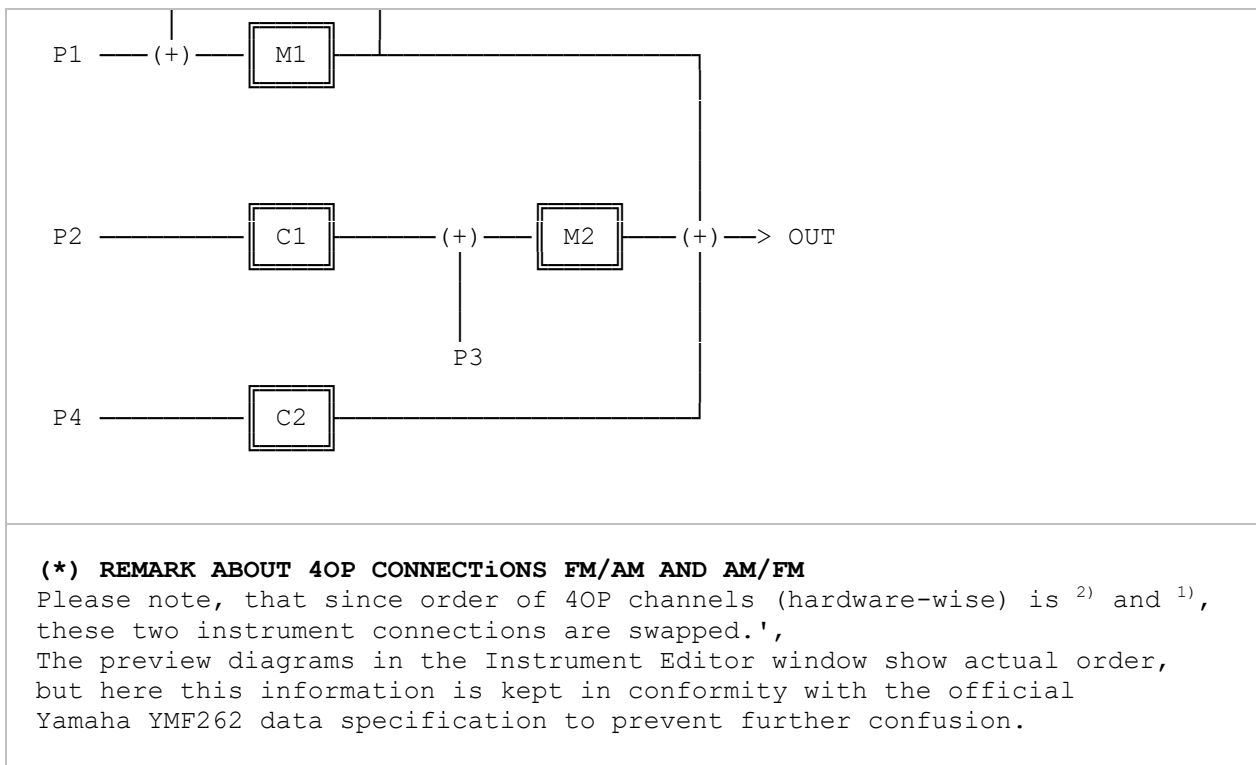 P1 (+) M1
P2 C1 (+) M2 (+) > OUT
P3
P4 C2
(*) REMARK ABOUT 4OP CONNECTiONS FM/AM AND AM/FM
Please note, that since order of 4OP channels (hardware-wise) is 2) and 1),
these two instrument connections are swapped.',
The preview diagrams in the Instrument Editor window show actual order,
but here this information is kept in conformity with the official
Yamaha YMF262 data specification to prevent further confusion.